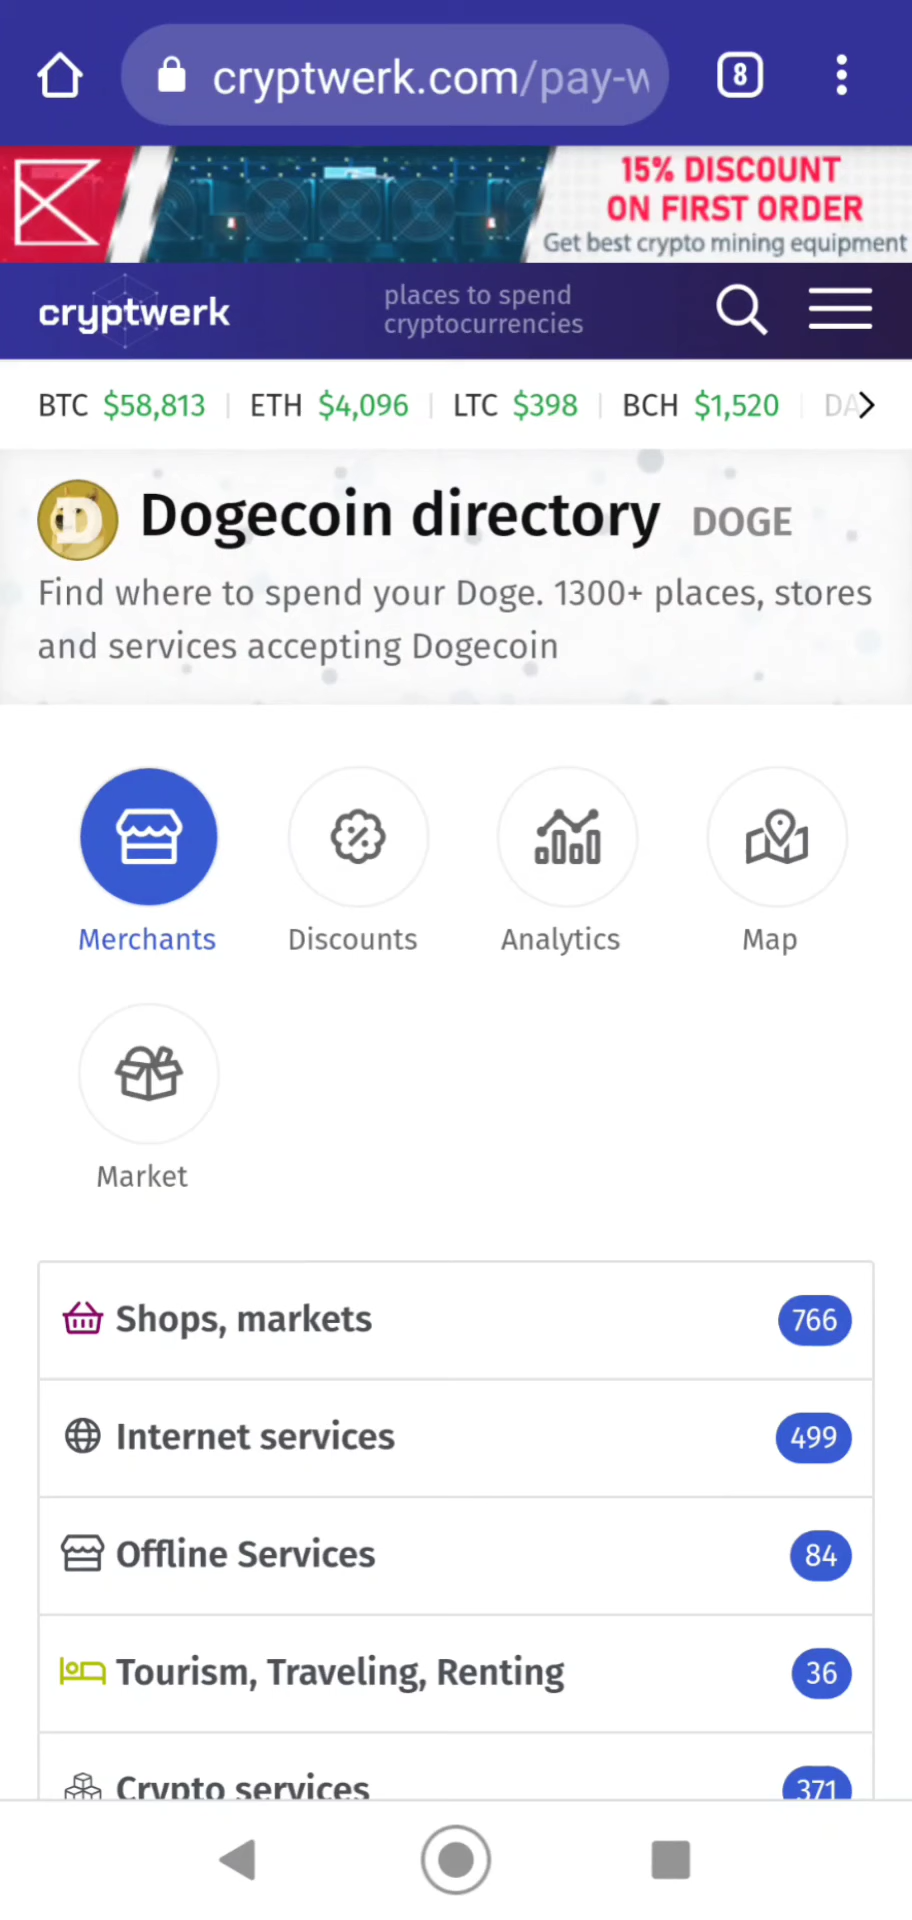 cryptwerk.com/pay-w
8
15% DISCOUNT
ON FIRST ORDER
Get best crypto mining equipment
cryptwerk
places to spend
cryptocurrencies
BTC $58,813 ETH $4,096 LTC $398 BCH $1,520 DA
Dogecoin directory DOGE
Find where to spend your Doge. 1300+ places, stores
and services accepting Dogecoin
Merchants Discounts Analytics Map
Market
Shops, markets 766
Internet services 499
Offline Services 84
Tourism, Traveling, Renting 36
Crypto services 371